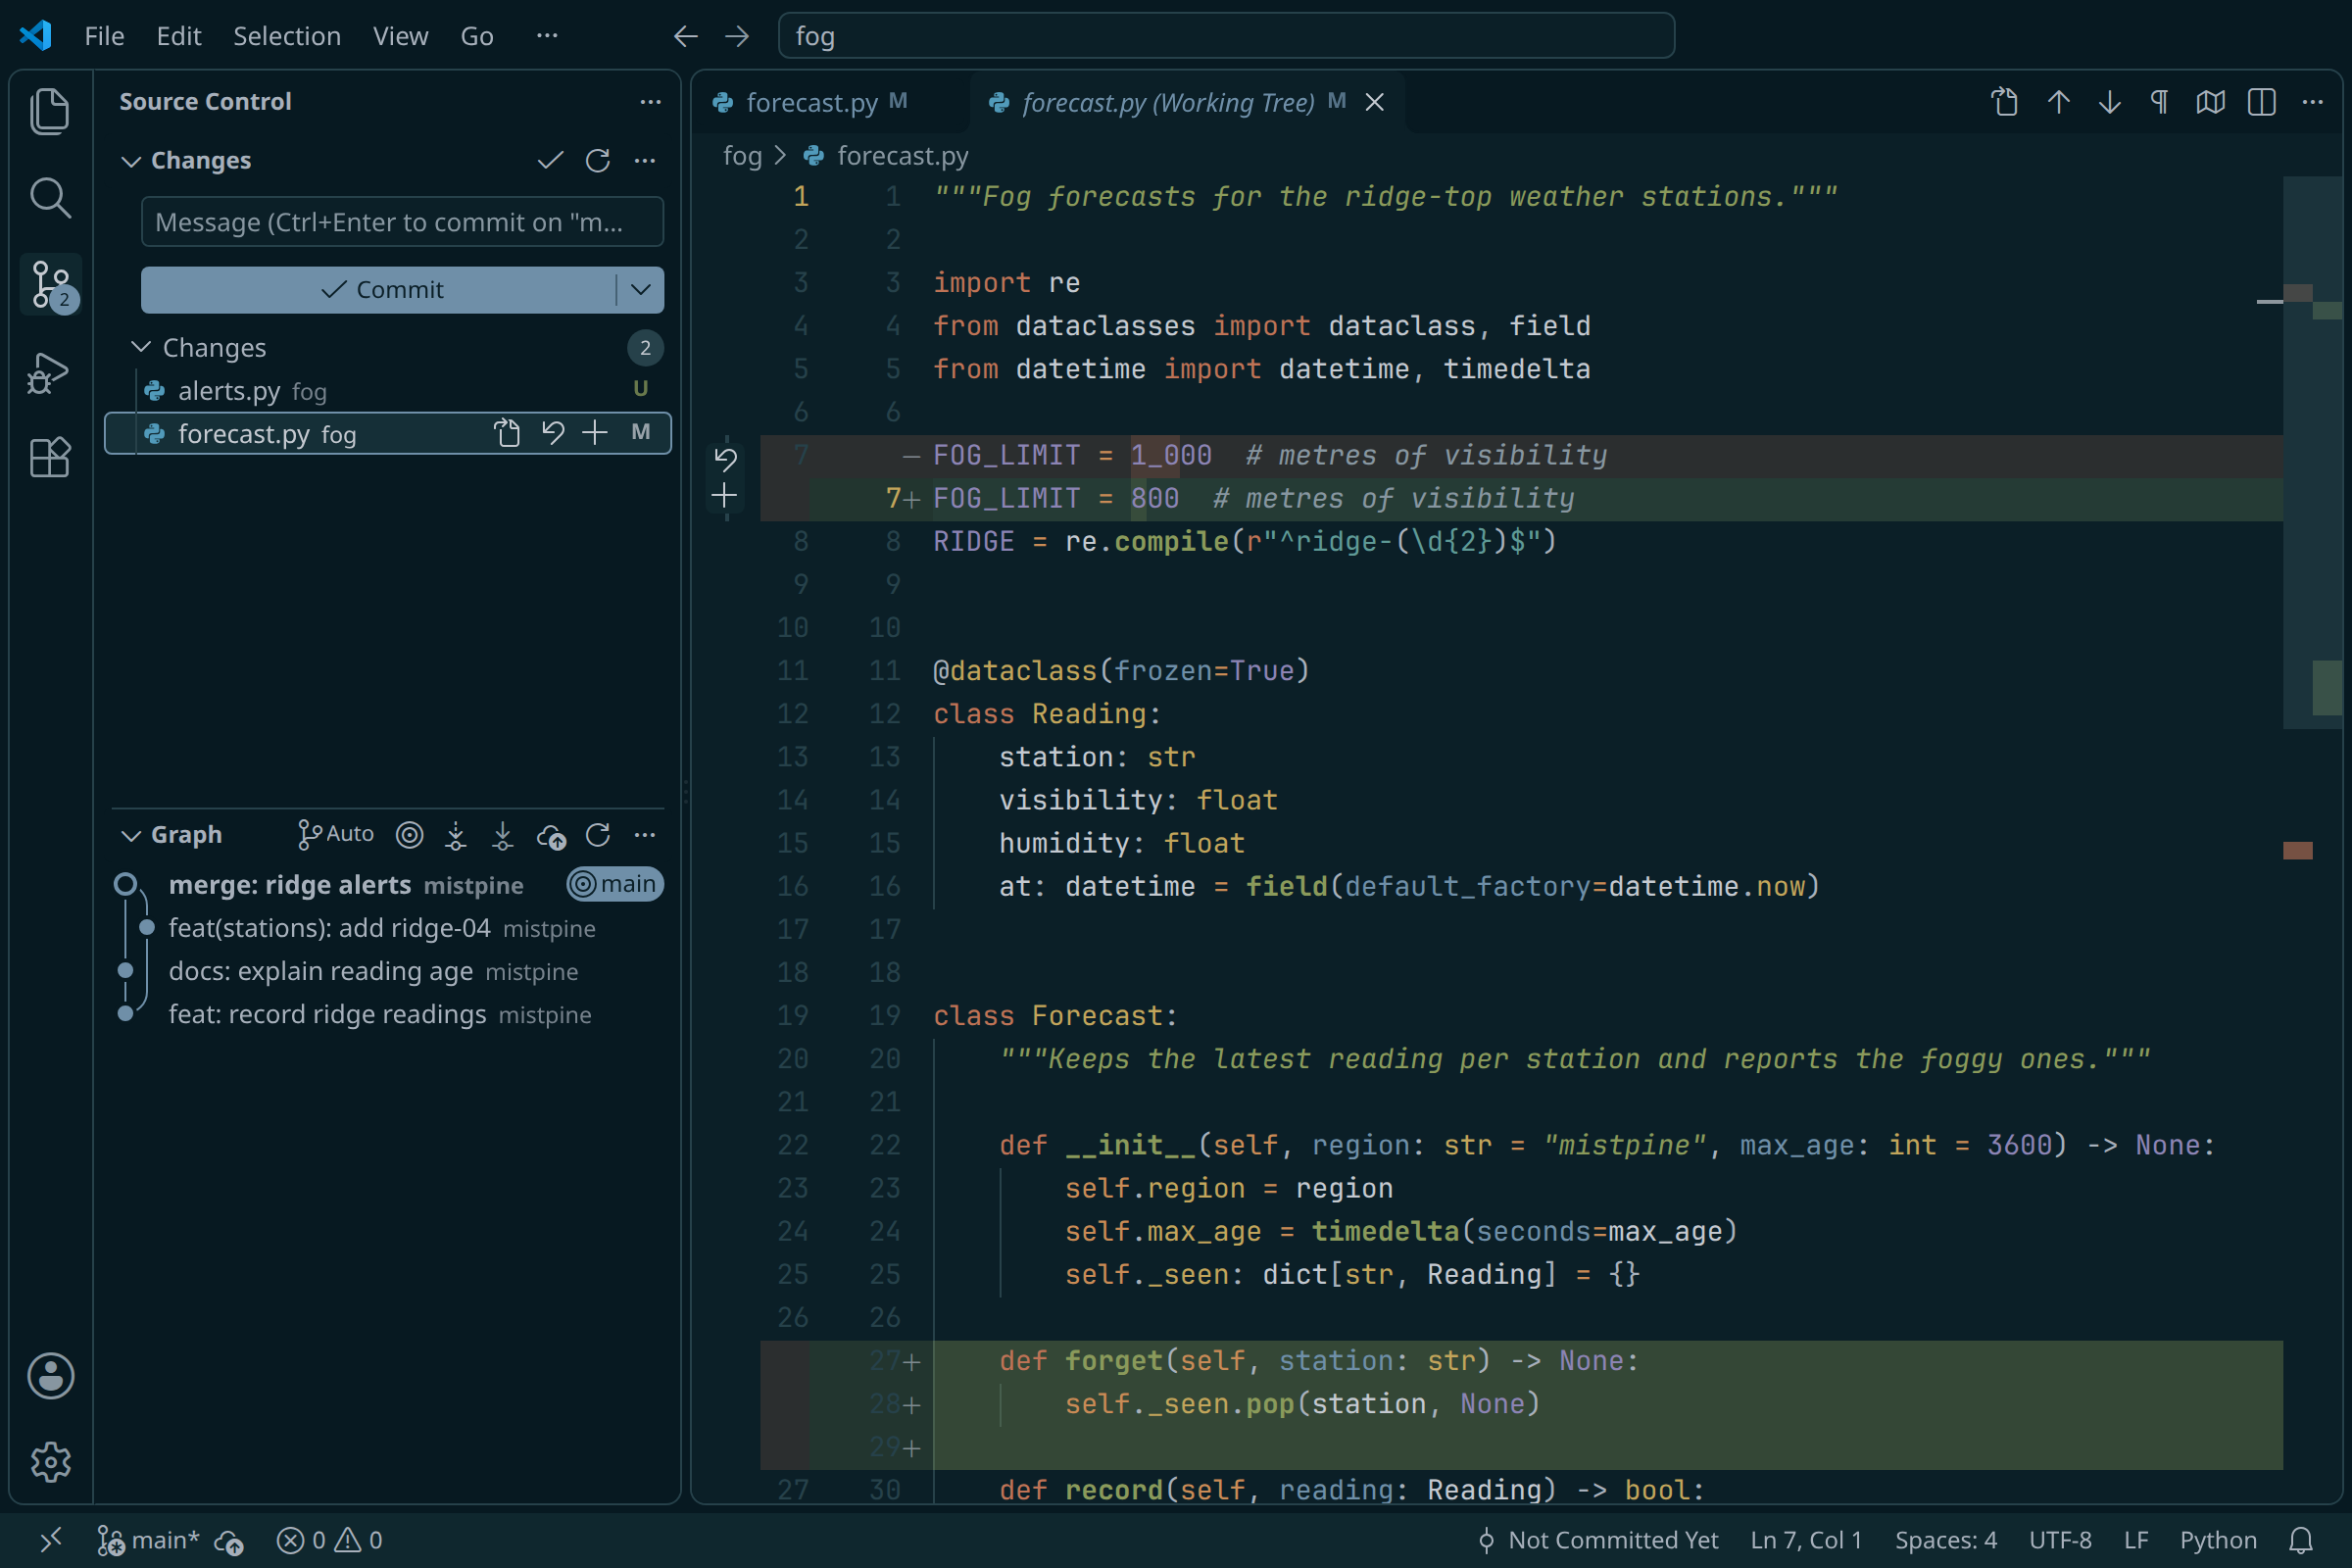 File Edit Selection View Go ···
fog
Source Control
Changes
Message (Ctrl+Enter to commit on "m...
Commit
Changes 2
alerts.py fog U
forecast.py fog M
2
Graph Auto
merge: ridge alerts mistpine main
feat(stations): add ridge-04 mistpine
docs: explain reading age mistpine
feat: record ridge readings mistpine
forecast.py M
forecast.py (Working Tree) M
fog > forecast.py
1 1 """Fog forecasts for the ridge-top weather stations."""
2 2
3 3 import re
4 4 from dataclasses import dataclass, field
5 5 from datetime import datetime, timedelta
6 6
7 — FOG_LIMIT = 1_000  # metres of visibility
7+ FOG_LIMIT = 800  # metres of visibility
8 8 RIDGE = re.compile(r"^ridge-(\d{2})$")
9 9
10 10
11 11 @dataclass(frozen=True)
12 12 class Reading:
13 13     station: str
14 14     visibility: float
15 15     humidity: float
16 16     at: datetime = field(default_factory=datetime.now)
17 17
18 18
19 19 class Forecast:
20 20     """Keeps the latest reading per station and reports the foggy ones."""
21 21
22 22     def __init__(self, region: str = "mistpine", max_age: int = 3600) -> None:
23 23         self.region = region
24 24         self.max_age = timedelta(seconds=max_age)
25 25         self._seen: dict[str, Reading] = {}
26 26
27+     def forget(self, station: str) -> None:
28+         self._seen.pop(station, None)
29+
27 30     def record(self, reading: Reading) -> bool:
main* 0 0
Not Committed Yet Ln 7, Col 1 Spaces: 4 UTF-8 LF Python